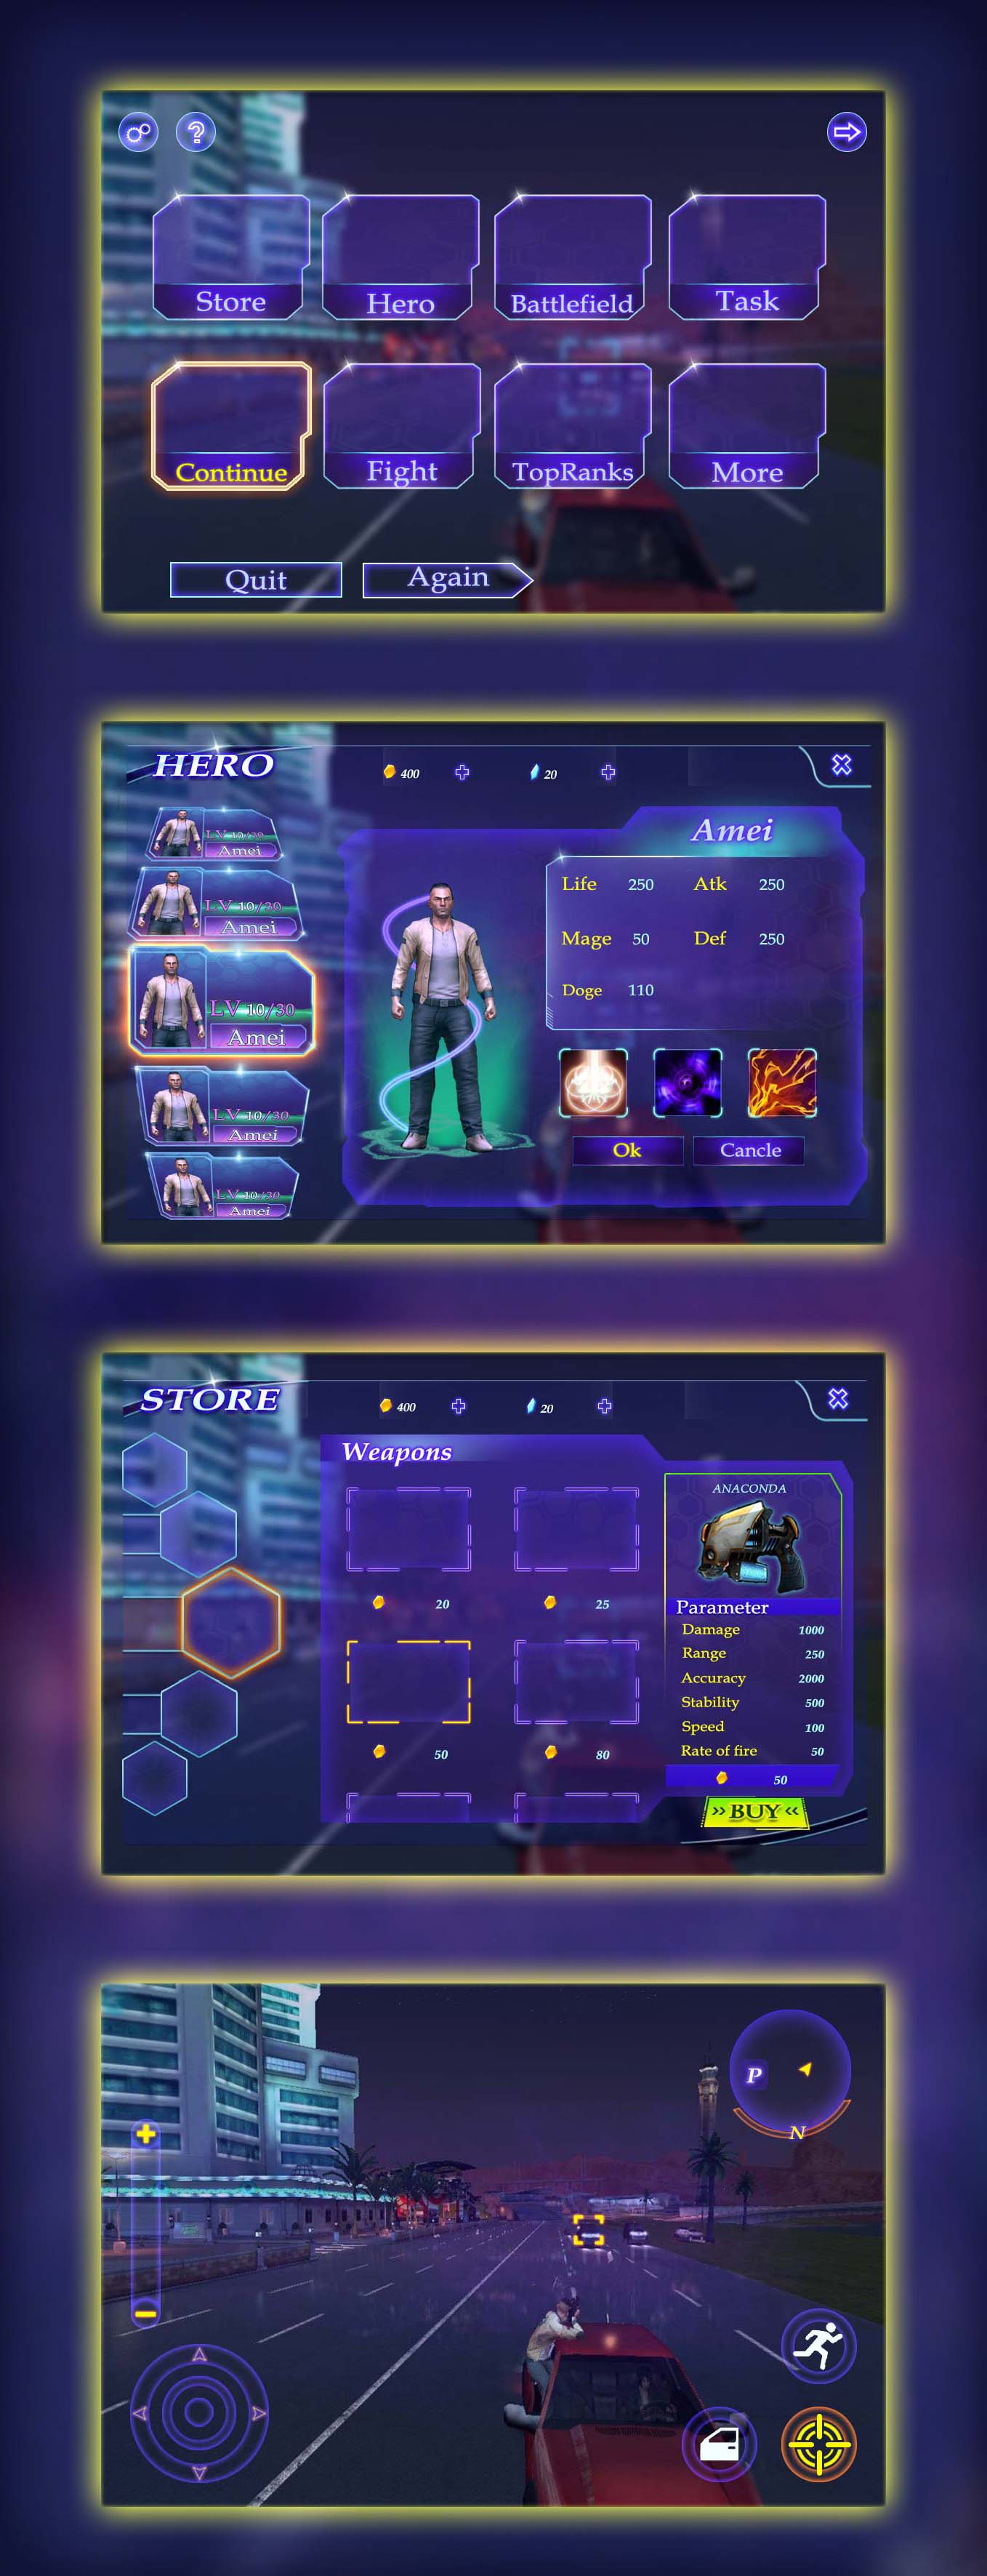 ?
Store Hero Battlefield Task
Continue Fight TopRanks More
Quit Again
HERO 400 20
LV 10/30
Amei
LV 10/30
Amei
LV 10/30
Amei
LV 10/30
Amei
LV 10/30
Amei
Amei
Life 250 Atk 250
Mage 50 Def 250
Doge 110
Ok Cancle
STORE 400 20
Weapons
20 25
50 80
ANACONDA
Parameter
Damage 1000
Range 250
Accuracy 2000
Stability 500
Speed 100
Rate of fire 50
50
›› BUY ‹‹
P
N